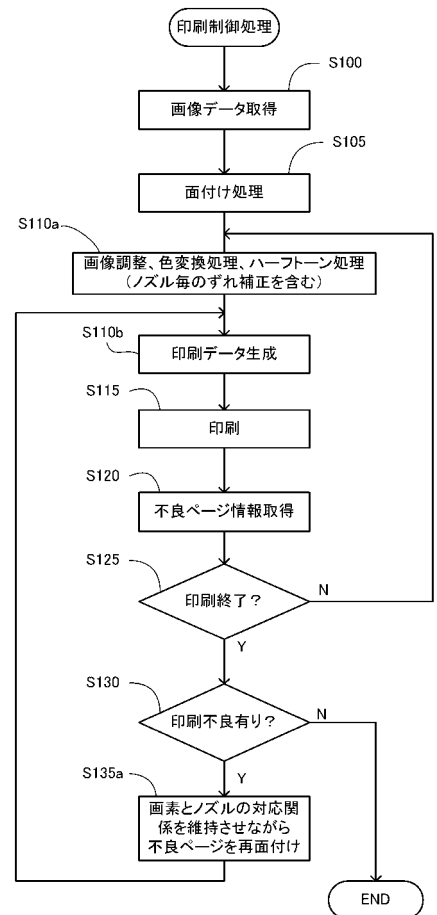 印刷制御処理
S100
画像データ取得
S105
面付け処理
S110a
画像調整、色変換処理、ハーフトーン処理
(ノズル毎のずれ補正を含む)
S110b
印刷データ生成
S115
印刷
S120
不良ページ情報取得
S125
印刷終了?
N
Y
S130
印刷不良有り?
N
Y
S135a
画素とノズルの対応関
係を維持させながら
不良ページを再面付け
END